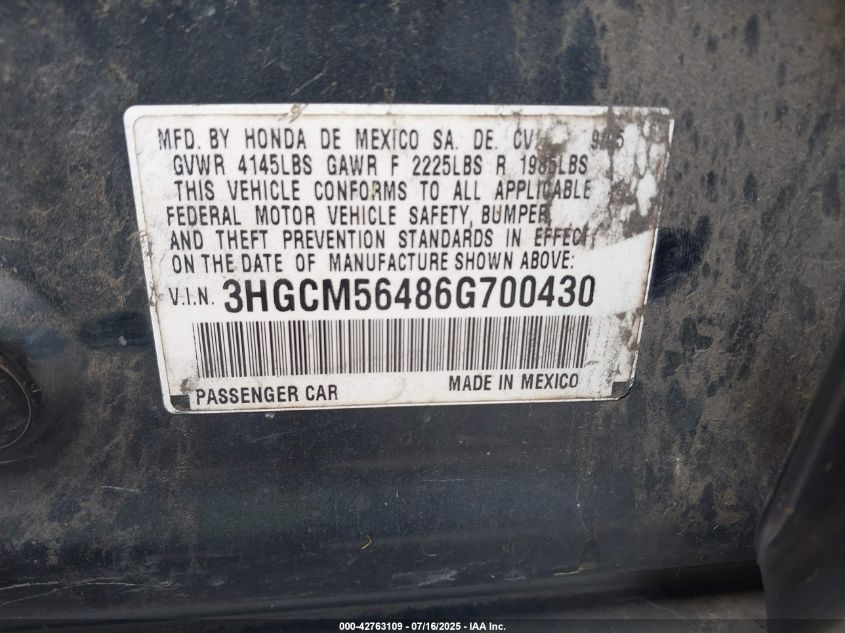 MFD. BY HONDA DE MEXICO SA. DE. CV
GVWR 4145LBS GAWR F 2225LBS R 1985LBS
THIS VEHICLE CONFORMS TO ALL APPLICABLE
FEDERAL MOTOR VEHICLE SAFETY, BUMPER,
AND THEFT PREVENTION STANDARDS IN EFFECT
ON THE DATE OF MANUFACTURE SHOWN ABOVE:
V.I.N. 3HGCM56486G700430
PASSENGER CAR MADE IN MEXICO
000-42763109 - 07/16/2025 - IAA Inc.